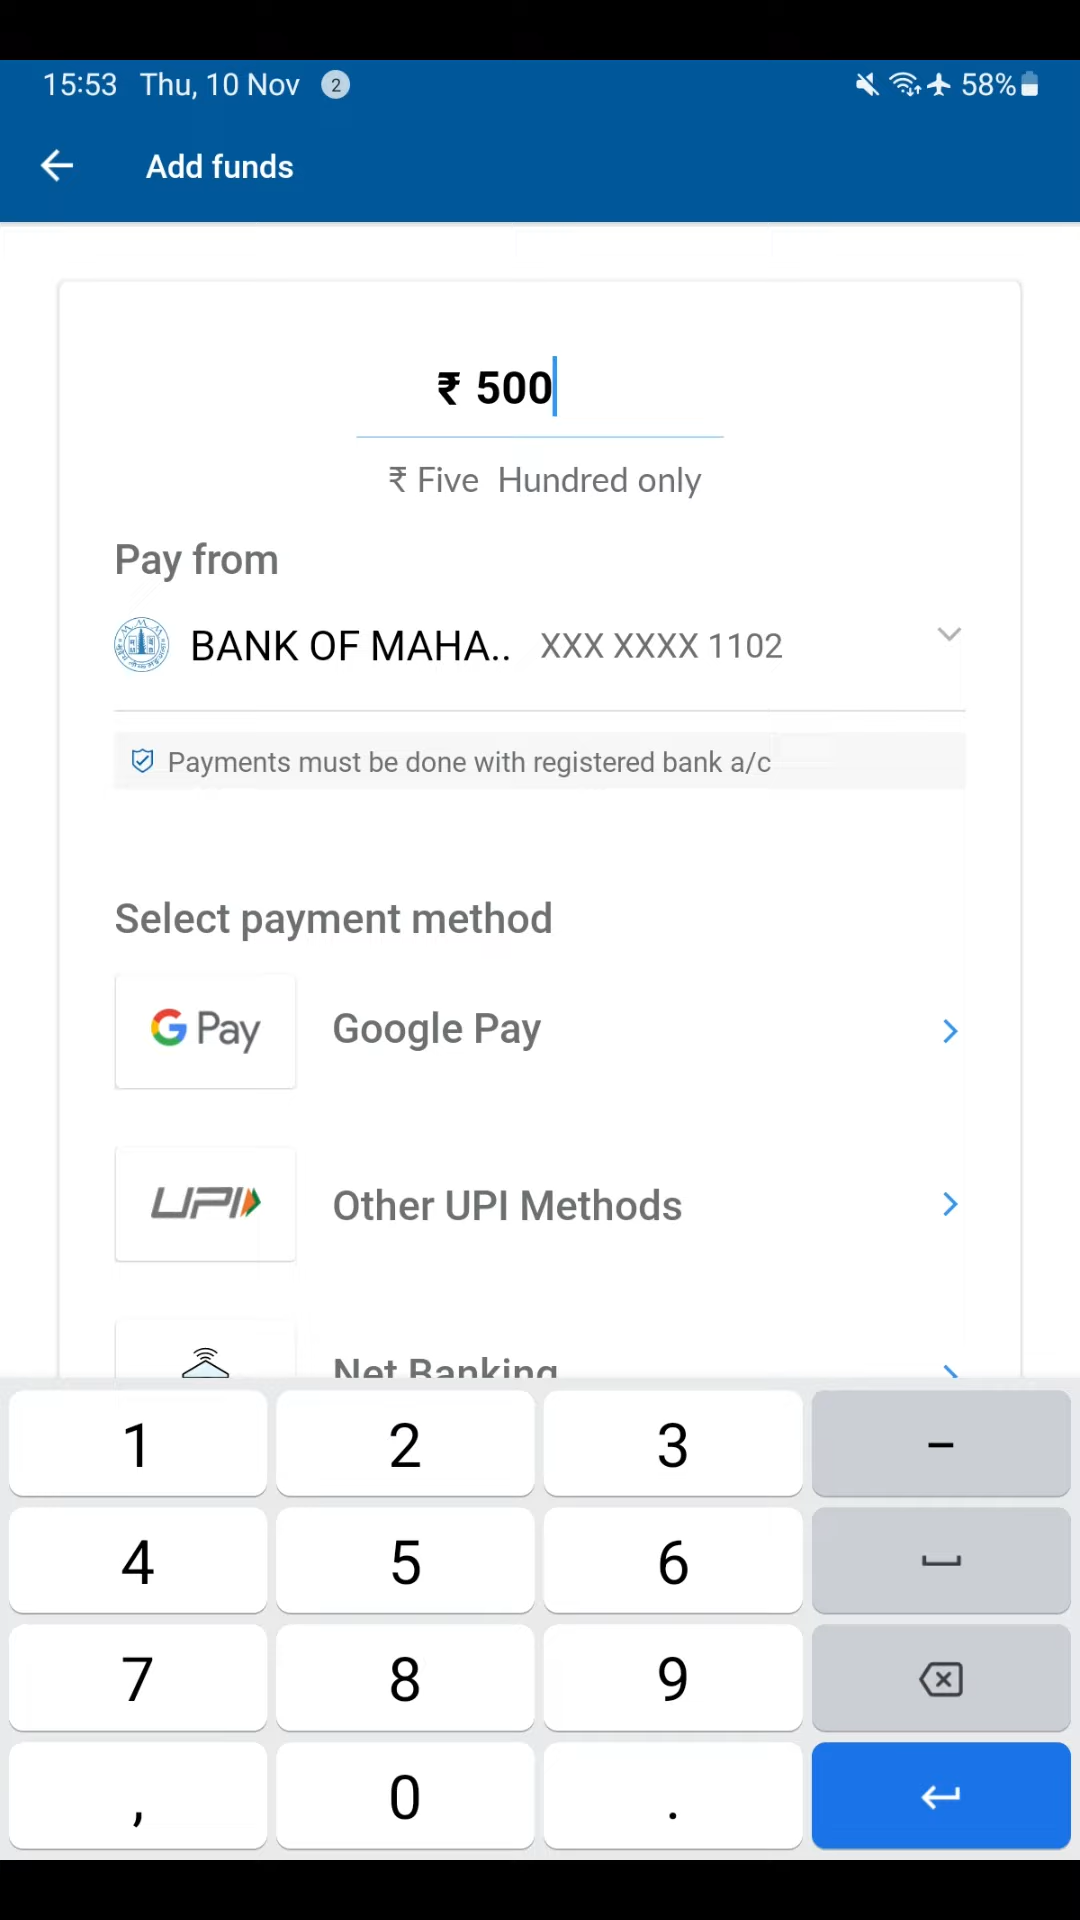 15:53 Thu, 10 Nov 2 58%
Add funds
₹ 500
₹ Five Hundred only
Pay from
BANK OF MAHA.. XXX XXXX 1102
Payments must be done with registered bank a/c
Select payment method
G Pay Google Pay
UPI Other UPI Methods
Net Banking
1 2 3 –
4 5 6
7 8 9
, 0 .